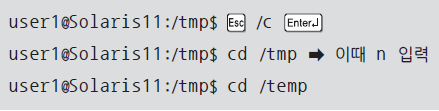 user1@Solaris11:/tmp$ Esc /c Enter↲
user1@Solaris11:/tmp$ cd /tmp ➡ 이때 n 입력
user1@Solaris11:/tmp$ cd /temp